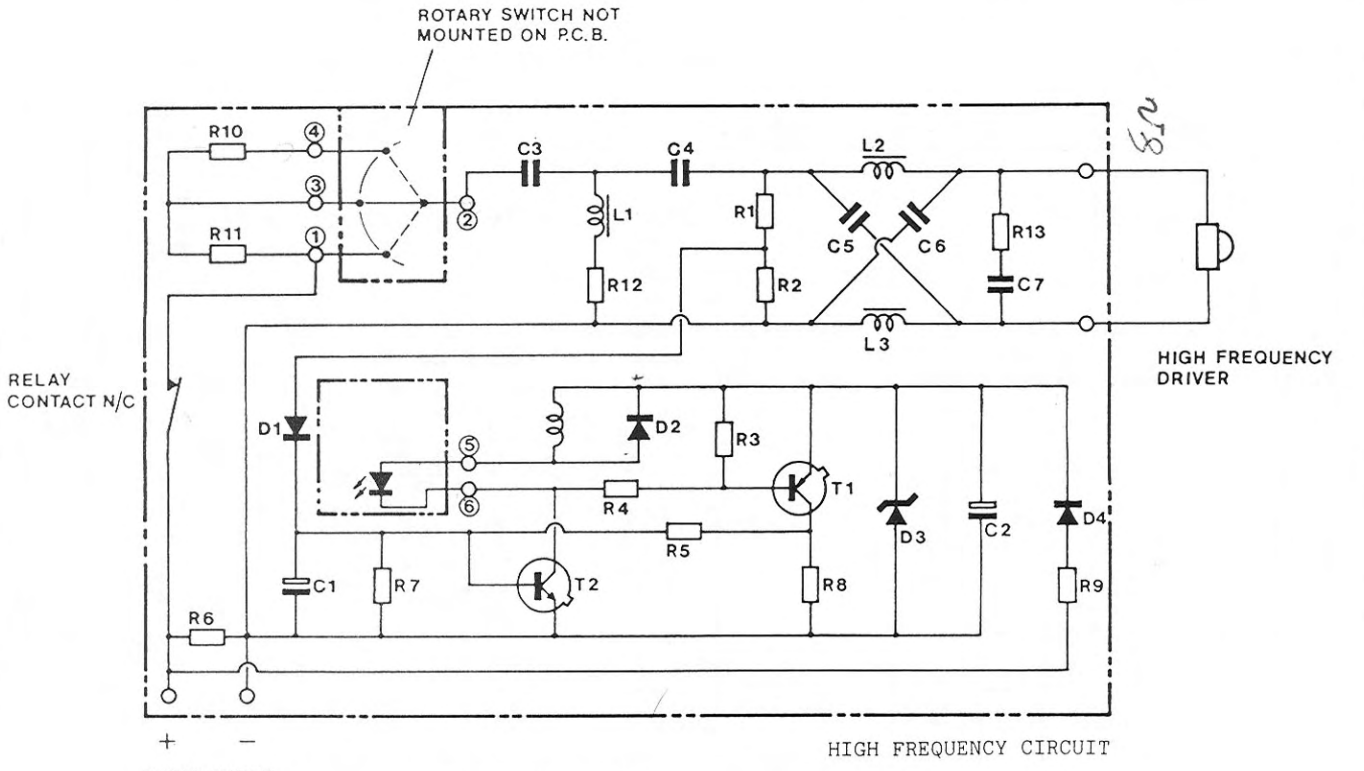 ROTARY SWITCH NOT
MOUNTED ON P.C.B.
8Ω
R10
4
C3
C4
L2
3
2
R1
C5
C6
R13
L1
R11
1
R12
R2
C7
L3
HIGH FREQUENCY
DRIVER
RELAY
CONTACT N/C
D1
D2
R3
5
T1
6
R4
D3
C2
D4
R5
C1
R7
T2
R8
R9
R6
+ −
HIGH FREQUENCY CIRCUIT